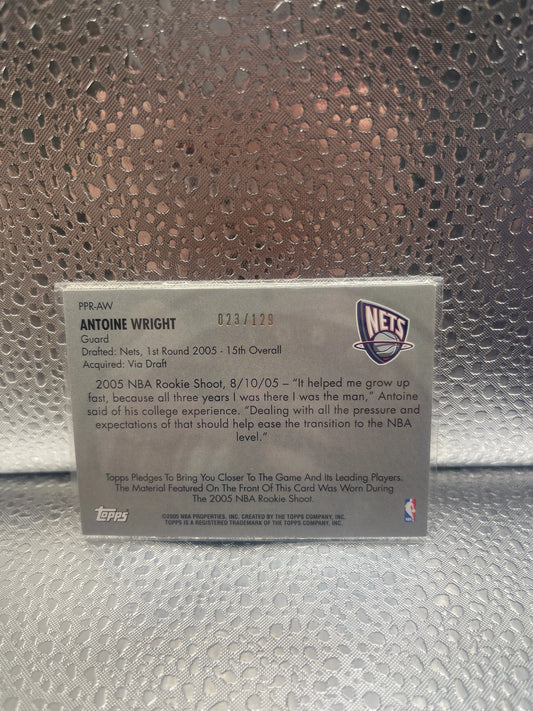 PPR-AW
ANTOINE WRIGHT 023/129
Guard
Drafted: Nets, 1st Round 2005 - 15th Overall
Acquired: Via Draft
NETS
2005 NBA Rookie Shoot, 8/10/05 – "It helped me grow up
fast, because all three years I was there I was the man," Antoine
said of his college experience. "Dealing with all the pressure and
expectations of that should help ease the transition to the NBA
level."
Topps Pledges To Bring You Closer To The Game And Its Leading Players.
The Material Featured On The Front Of This Card Was Worn During
The 2005 NBA Rookie Shoot.
Topps
©2005 NBA PROPERTIES, INC. CREATED BY THE TOPPS COMPANY, INC.
TOPPS IS A REGISTERED TRADEMARK OF THE TOPPS COMPANY, INC.